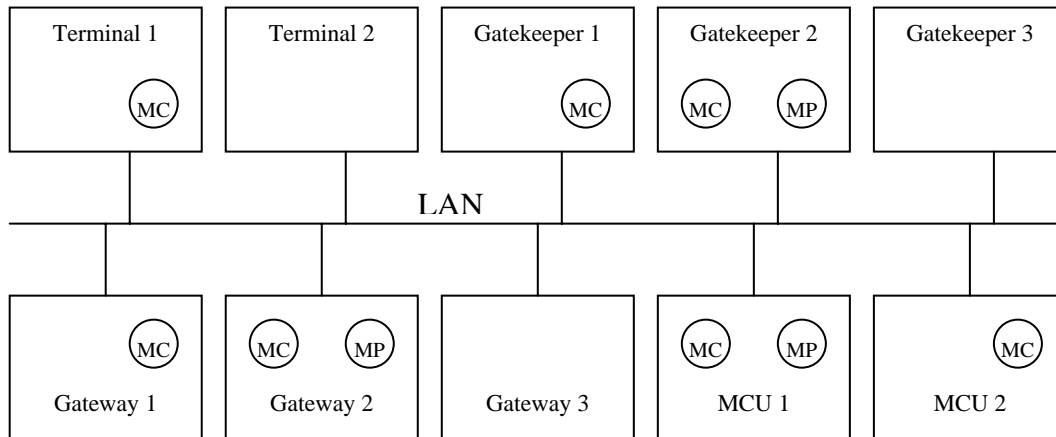 Terminal 1
Terminal 2
Gatekeeper 1
Gatekeeper 2
Gatekeeper 3
MC
MC
MC
MP
LAN
MC
MC
MP
MC
MP
MC
Gateway 1
Gateway 2
Gateway 3
MCU 1
MCU 2